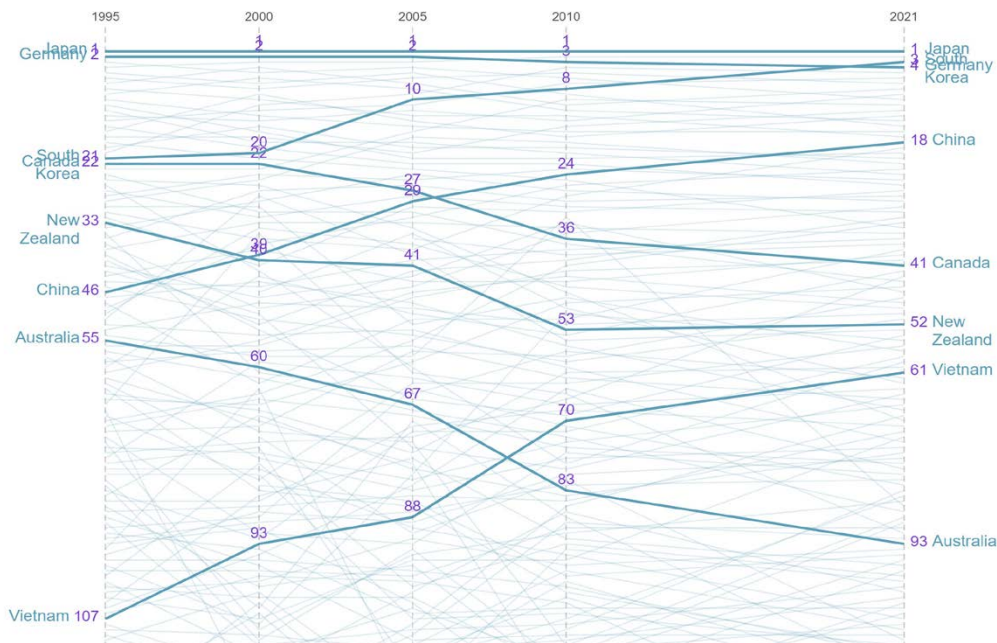 1995 2000 2005 2010 2021
Japan 1 1 1 1 1 Japan
Germany 2 2 2 3 4 Germany
South Korea 21 20 10 8 3 South Korea
Canada 22 22 27 36 41 Canada
New Zealand 33 40 41 53 52 New Zealand
China 46 39 29 24 18 China
Australia 55 60 67 83 93 Australia
Vietnam 107 93 88 70 61 Vietnam